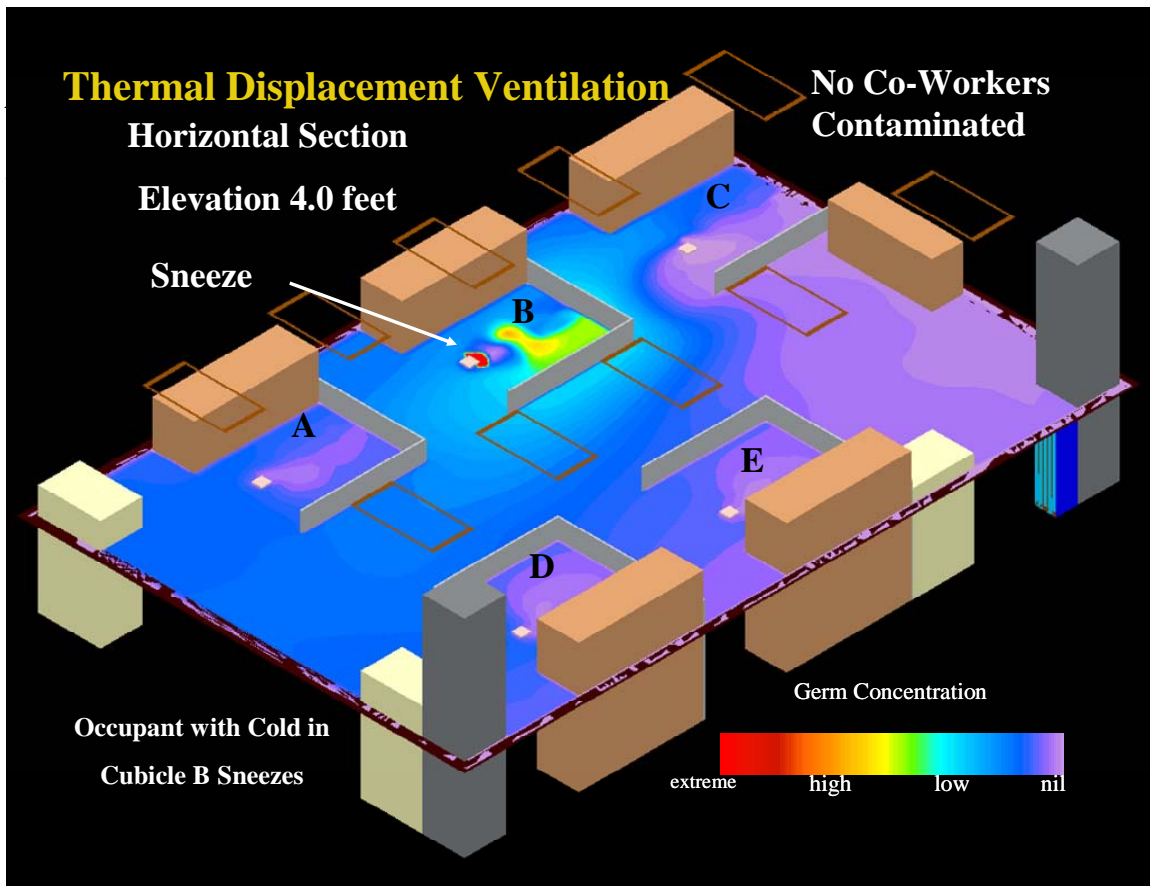 Thermal Displacement Ventilation
Horizontal Section
Elevation 4.0 feet
Sneeze
No Co-Workers
Contaminated
A
B
C
D
E
Occupant with Cold in
Cubicle B Sneezes
Germ Concentration
extreme high low nil